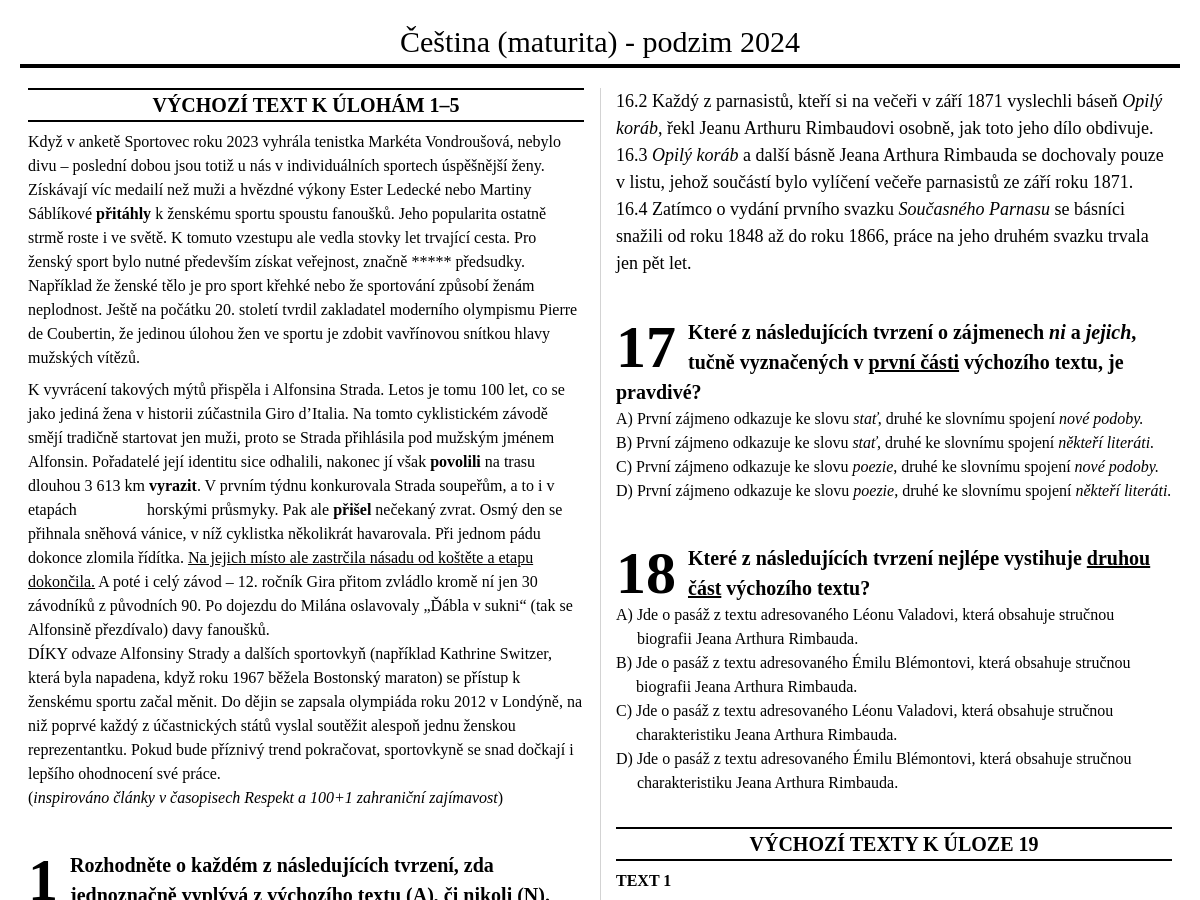 Čeština (maturita) - podzim 2024
VÝCHOZÍ TEXT K ÚLOHÁM 1–5
Když v anketě Sportovec roku 2023 vyhrála tenistka Markéta Vondroušová, nebylo
divu – poslední dobou jsou totiž u nás v individuálních sportech úspěšnější ženy.
Získávají víc medailí než muži a hvězdné výkony Ester Ledecké nebo Martiny
Sáblíkové přitáhly k ženskému sportu spoustu fanoušků. Jeho popularita ostatně
strmě roste i ve světě. K tomuto vzestupu ale vedla stovky let trvající cesta. Pro
ženský sport bylo nutné především získat veřejnost, značně ***** předsudky.
Například že ženské tělo je pro sport křehké nebo že sportování způsobí ženám
neplodnost. Ještě na počátku 20. století tvrdil zakladatel moderního olympismu Pierre
de Coubertin, že jedinou úlohou žen ve sportu je zdobit vavřínovou snítkou hlavy
mužských vítězů.
K vyvrácení takových mýtů přispěla i Alfonsina Strada. Letos je tomu 100 let, co se
jako jediná žena v historii zúčastnila Giro d’Italia. Na tomto cyklistickém závodě
smějí tradičně startovat jen muži, proto se Strada přihlásila pod mužským jménem
Alfonsin. Pořadatelé její identitu sice odhalili, nakonec jí však povolili na trasu
dlouhou 3 613 km vyrazit. V prvním týdnu konkurovala Strada soupeřům, a to i v
etapách horskými průsmyky. Pak ale přišel nečekaný zvrat. Osmý den se
přihnala sněhová vánice, v níž cyklistka několikrát havarovala. Při jednom pádu
dokonce zlomila řídítka. Na jejich místo ale zastrčila násadu od koštěte a etapu
dokončila. A poté i celý závod – 12. ročník Gira přitom zvládlo kromě ní jen 30
závodníků z původních 90. Po dojezdu do Milána oslavovaly „Ďábla v sukni“ (tak se
Alfonsině přezdívalo) davy fanoušků.
DÍKY odvaze Alfonsiny Strady a dalších sportovkyň (například Kathrine Switzer,
která byla napadena, když roku 1967 běžela Bostonský maraton) se přístup k
ženskému sportu začal měnit. Do dějin se zapsala olympiáda roku 2012 v Londýně, na
niž poprvé každý z účastnických států vyslal soutěžit alespoň jednu ženskou
reprezentantku. Pokud bude příznivý trend pokračovat, sportovkyně se snad dočkají i
lepšího ohodnocení své práce.
(inspirováno články v časopisech Respekt a 100+1 zahraniční zajímavost)
1 Rozhodněte o každém z následujících tvrzení, zda
jednoznačně vyplývá z výchozího textu (A), či nikoli (N).
16.2 Každý z parnasistů, kteří si na večeři v září 1871 vyslechli báseň Opilý
koráb, řekl Jeanu Arthuru Rimbaudovi osobně, jak toto jeho dílo obdivuje.
16.3 Opilý koráb a další básně Jeana Arthura Rimbauda se dochovaly pouze
v listu, jehož součástí bylo vylíčení večeře parnasistů ze září roku 1871.
16.4 Zatímco o vydání prvního svazku Současného Parnasu se básníci
snažili od roku 1848 až do roku 1866, práce na jeho druhém svazku trvala
jen pět let.
17 Které z následujících tvrzení o zájmenech ni a jejich,
tučně vyznačených v první části výchozího textu, je
pravdivé?
A) První zájmeno odkazuje ke slovu stať, druhé ke slovnímu spojení nové podoby.
B) První zájmeno odkazuje ke slovu stať, druhé ke slovnímu spojení někteří literáti.
C) První zájmeno odkazuje ke slovu poezie, druhé ke slovnímu spojení nové podoby.
D) První zájmeno odkazuje ke slovu poezie, druhé ke slovnímu spojení někteří literáti.
18 Které z následujících tvrzení nejlépe vystihuje druhou
část výchozího textu?
A) Jde o pasáž z textu adresovaného Léonu Valadovi, která obsahuje stručnou
biografii Jeana Arthura Rimbauda.
B) Jde o pasáž z textu adresovaného Émilu Blémontovi, která obsahuje stručnou
biografii Jeana Arthura Rimbauda.
C) Jde o pasáž z textu adresovaného Léonu Valadovi, která obsahuje stručnou
charakteristiku Jeana Arthura Rimbauda.
D) Jde o pasáž z textu adresovaného Émilu Blémontovi, která obsahuje stručnou
charakteristiku Jeana Arthura Rimbauda.
VÝCHOZÍ TEXTY K ÚLOZE 19
TEXT 1